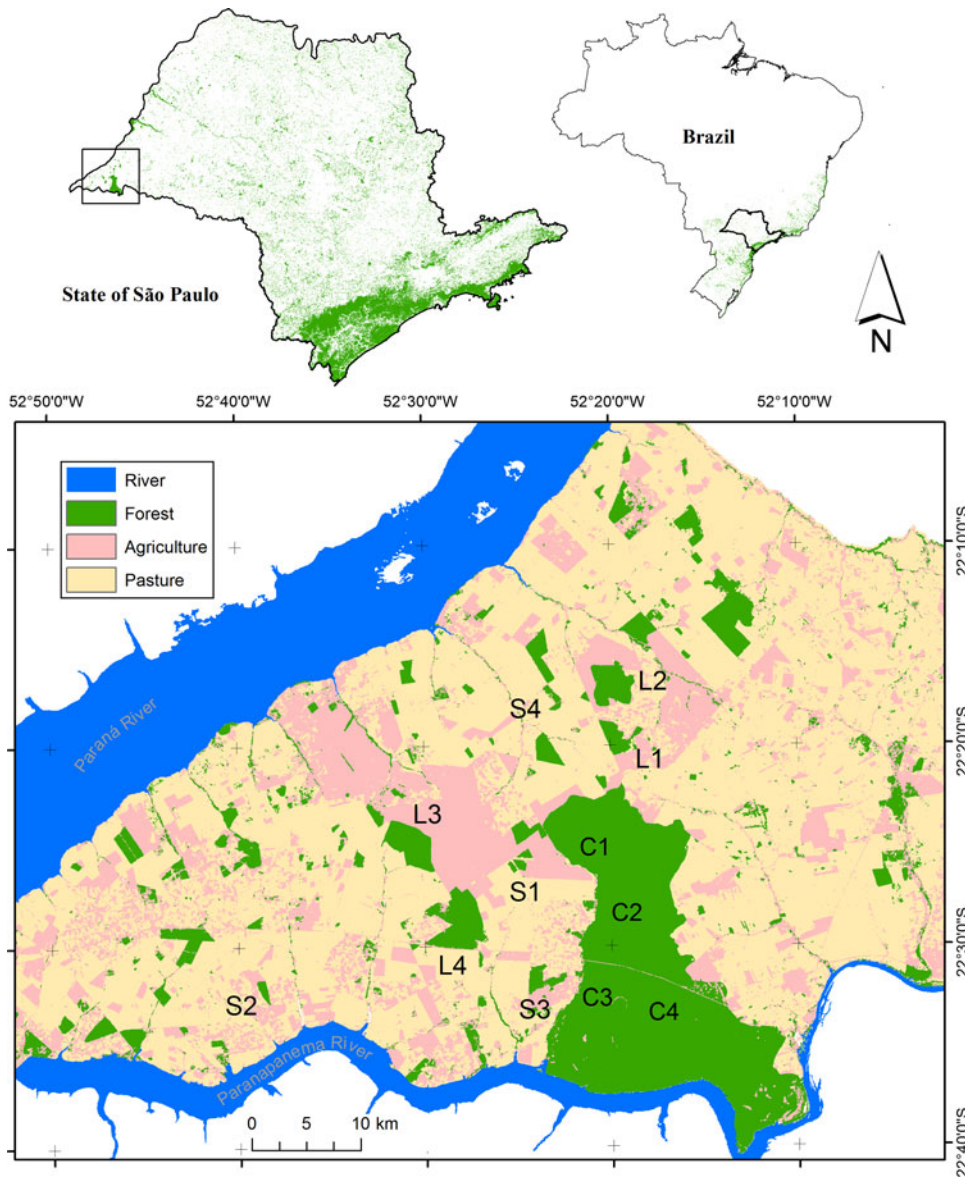 Brazil
State of São Paulo
N
52°50'0"W
52°40'0"W
52°30'0"W
52°20'0"W
52°10'0"W
River
Forest
Agriculture
Pasture
22°10'0"S
22°20'0"S
22°30'0"S
22°40'0"S
Paraná River
L2
S4
L1
L3
C1
S1
C2
L4
S2
S3
C3
C4
Paranapanema River
0 5 10 km